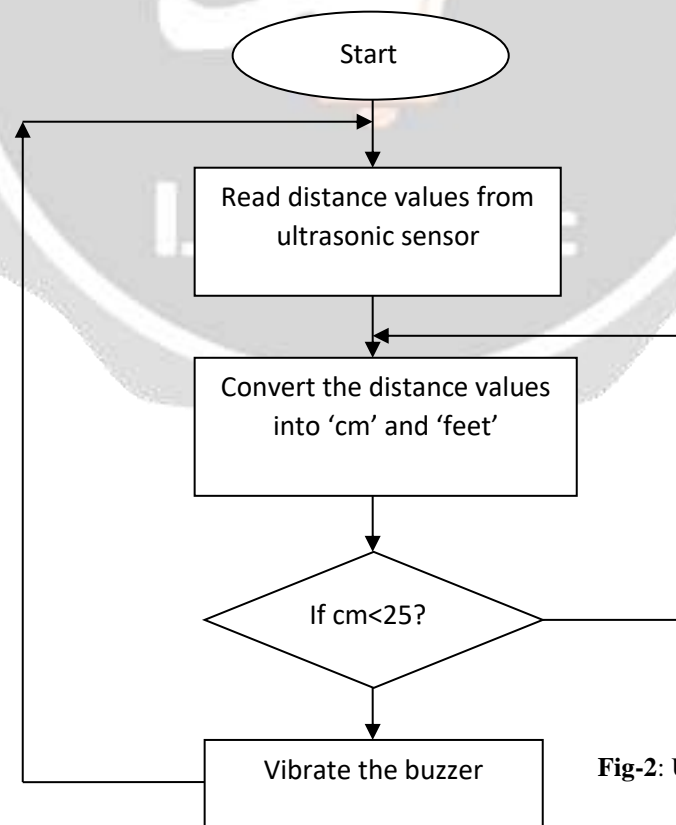 Start
Read distance values from
ultrasonic sensor
Convert the distance values
into ‘cm’ and ‘feet’
If cm<25?
Vibrate the buzzer
Fig-2: